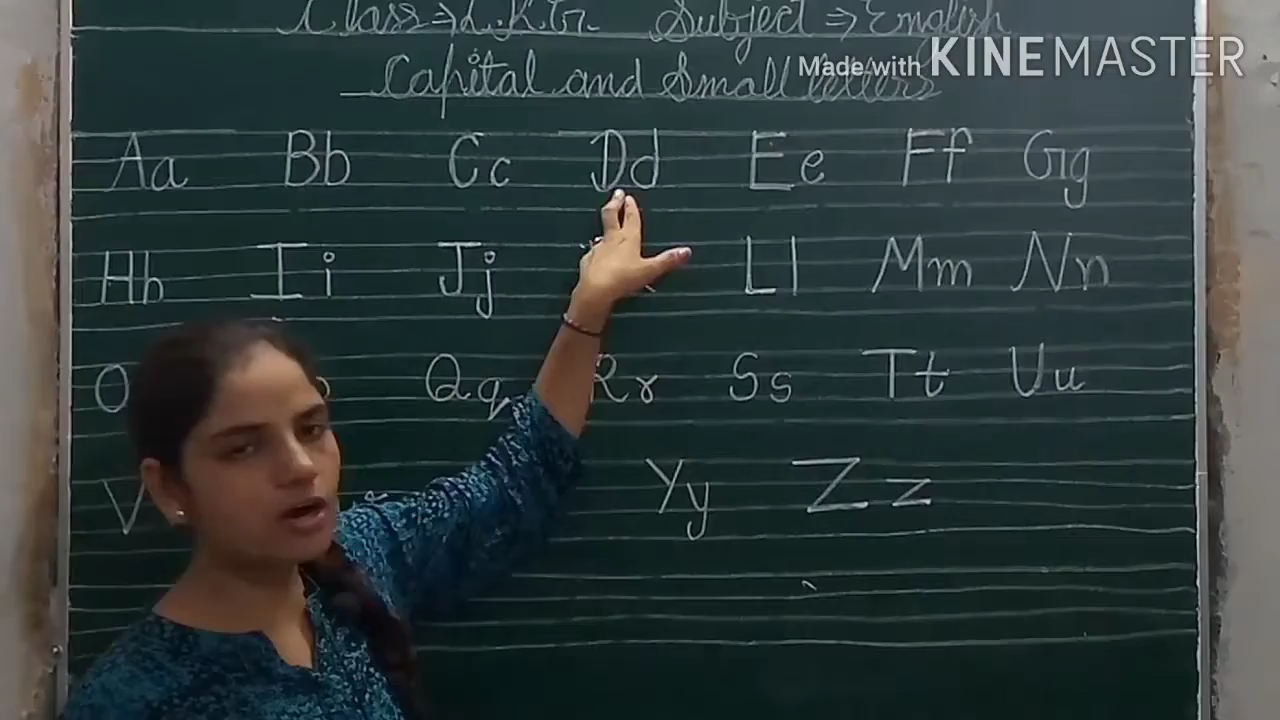 Class ⇒ L.K.G. Subject ⇒ English
Made with KINEMASTER
Capital and Small letters
Aa Bb Cc Dd Ee Ff Gg
Hh Ii Jj Ll Mm Nn
O Qq Rr Ss Tt Uu
V Yy Zz